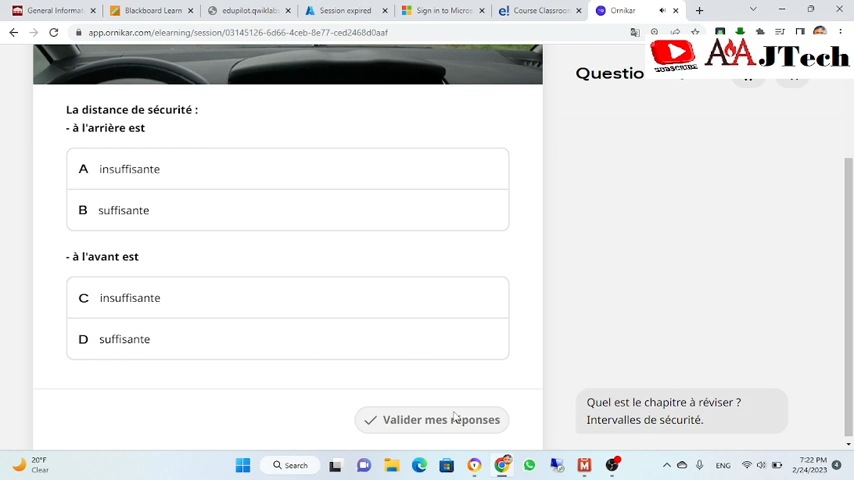 General Informat
Blackboard Learn
edupilot.qwiklab
Session expired
Sign in to Micro
Course Classroom
Ornikar
app.ornikar.com/elearning/session/03145126-6d66-4ceb-8e77-ced2468d0aaf
SUBSCRIBE
AAJTech
Questio
La distance de sécurité :
- à l'arrière est
A insuffisante
B suffisante
- à l'avant est
C insuffisante
D suffisante
Valider mes réponses
Quel est le chapitre à réviser ?
Intervalles de sécurité.
20°F
Clear
Search
ENG
7:22 PM
2/24/2023